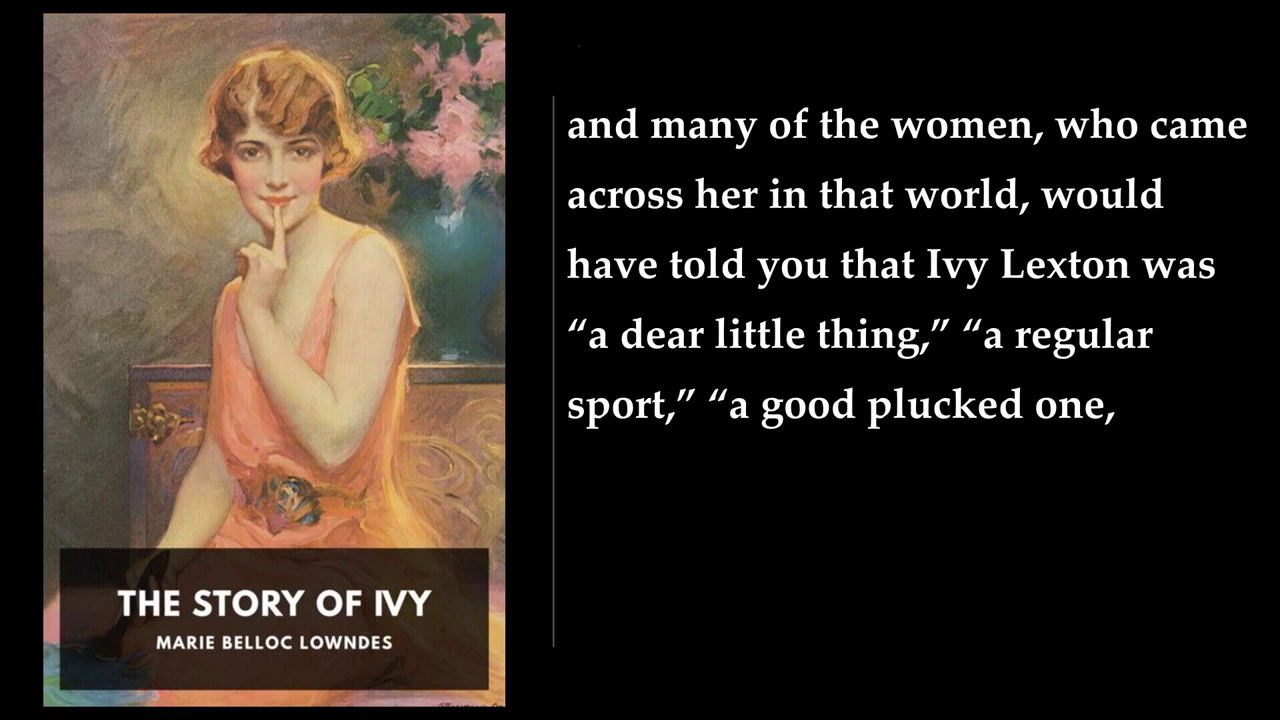 THE STORY OF IVY
MARIE BELLOC LOWNDES
and many of the women, who came
across her in that world, would
have told you that Ivy Lexton was
“a dear little thing,” “a regular
sport,” “a good plucked one,